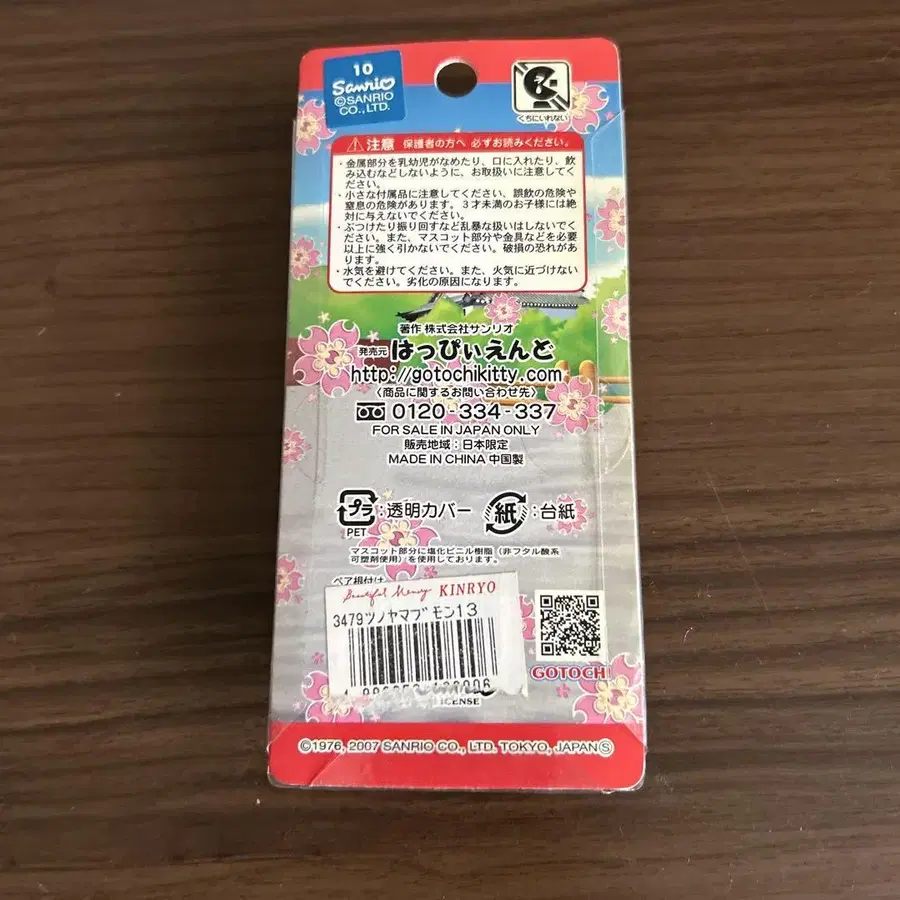 10
Sanrio
©SANRIO
CO.,LTD.
くちにいれない
注意 保護者の方へ 必ずお読みください。
・金属部分を乳幼児がなめたり、口に入れたり、飲
み込むなどしないように、お取扱いに注意してく
ださい。
・小さな付属品に注意してください、誤飲の危険や
窒息の危険があります。3才未満のお子様には絶
対に与えないでください。
・ぶつけたり振り回すなど乱暴な扱いはしないでく
ださい。また、マスコット部分や金具などを必要
以上に強く引かないでください。破損の恐れがあ
ります。
・水気を避けてください。また、火気に近づけない
でください。劣化の原因になります。
著作 株式会社サンリオ
発売元 はっぴぃえんど
http://gotochikitty.com
〈商品に関するお問い合わせ先〉
0120-334-337
FOR SALE IN JAPAN ONLY
販売地域：日本限定
MADE IN CHINA 中国製
プラ：透明カバー 紙：台紙
PET
マスコット部分に塩化ビニル樹脂（非フタル酸系
可塑剤使用）を使用しております。
ペア根付け
Beautiful Memory KINRYO
3479ツノヤマブモン13
GOTOCHI
©1976, 2007 SANRIO CO., LTD. TOKYO, JAPAN Ⓢ